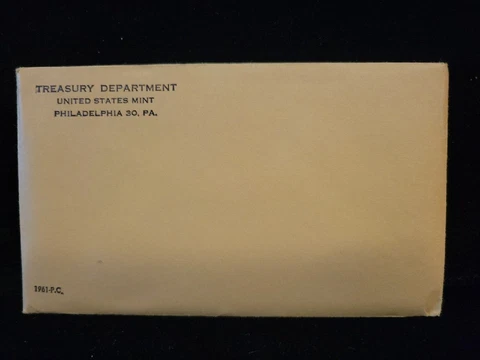 TREASURY DEPARTMENT
UNITED STATES MINT
PHILADELPHIA 30, PA.
1961-P.C.